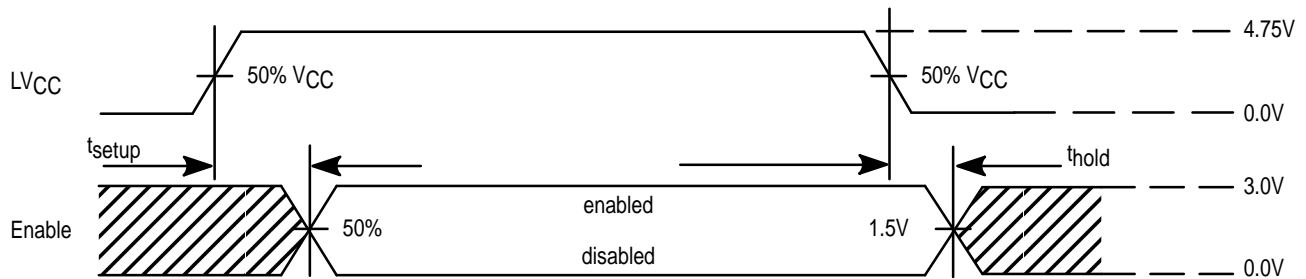 4.75V
LVCC
50% VCC
50% VCC
0.0V
tsetup
thold
3.0V
enabled
Enable
50%
1.5V
disabled
0.0V